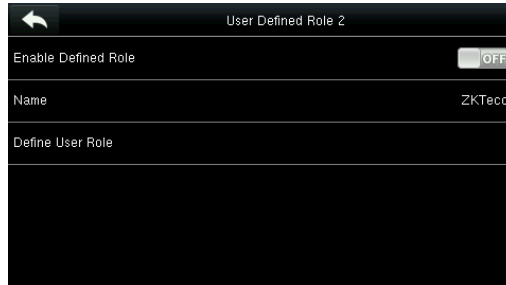 User Defined Role 2
Enable Defined Role OFF
Name ZKTeco
Define User Role